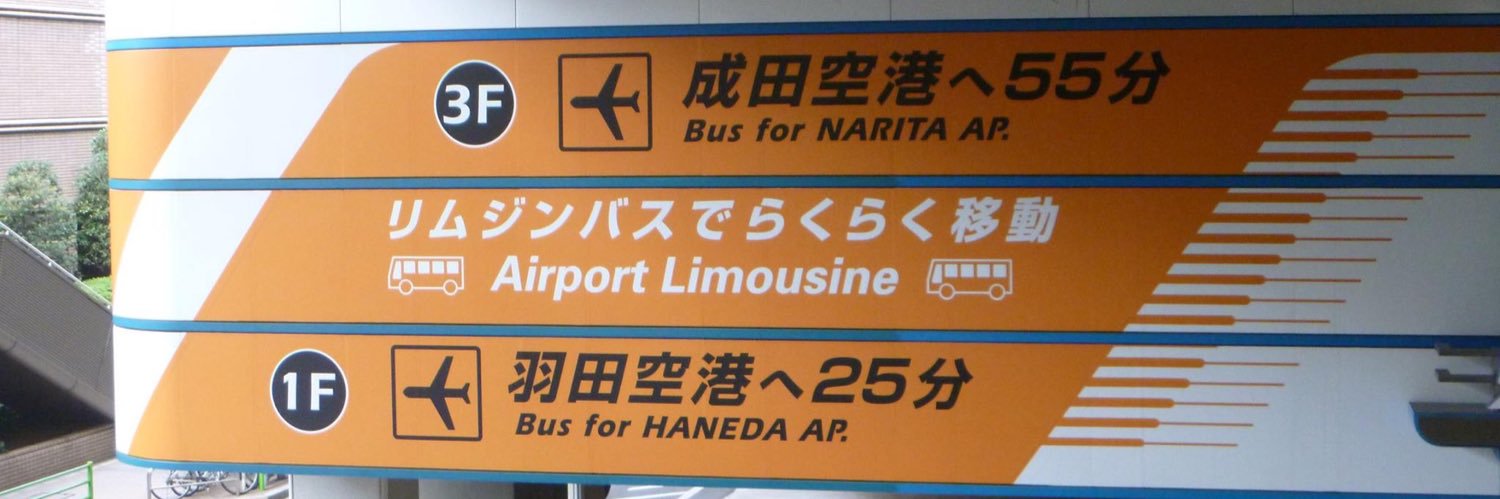 3F 成田空港へ55分
Bus for NARITA AP.
リムジンバスでらくらく移動
Airport Limousine
1F 羽田空港へ25分
Bus for HANEDA AP.